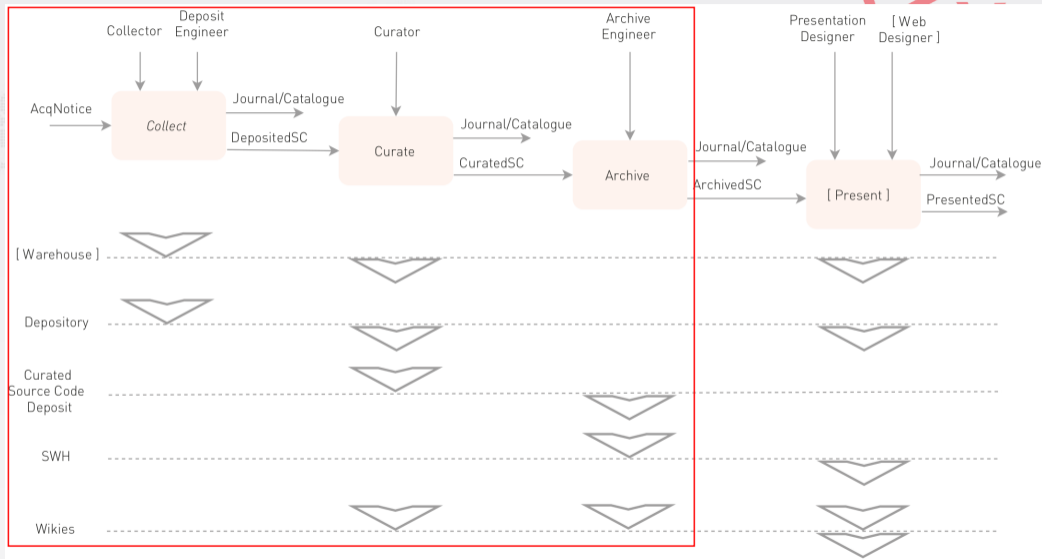 Collector
Deposit
Engineer
Curator
Archive
Engineer
Presentation
Designer
[ Web
Designer ]
AcqNotice
Collect
Journal/Catalogue
DepositedSC
Curate
Journal/Catalogue
CuratedSC
Archive
Journal/Catalogue
ArchivedSC
[ Present ]
Journal/Catalogue
PresentedSC
[ Warehouse ]
Depository
Curated
Source Code
Deposit
SWH
Wikies